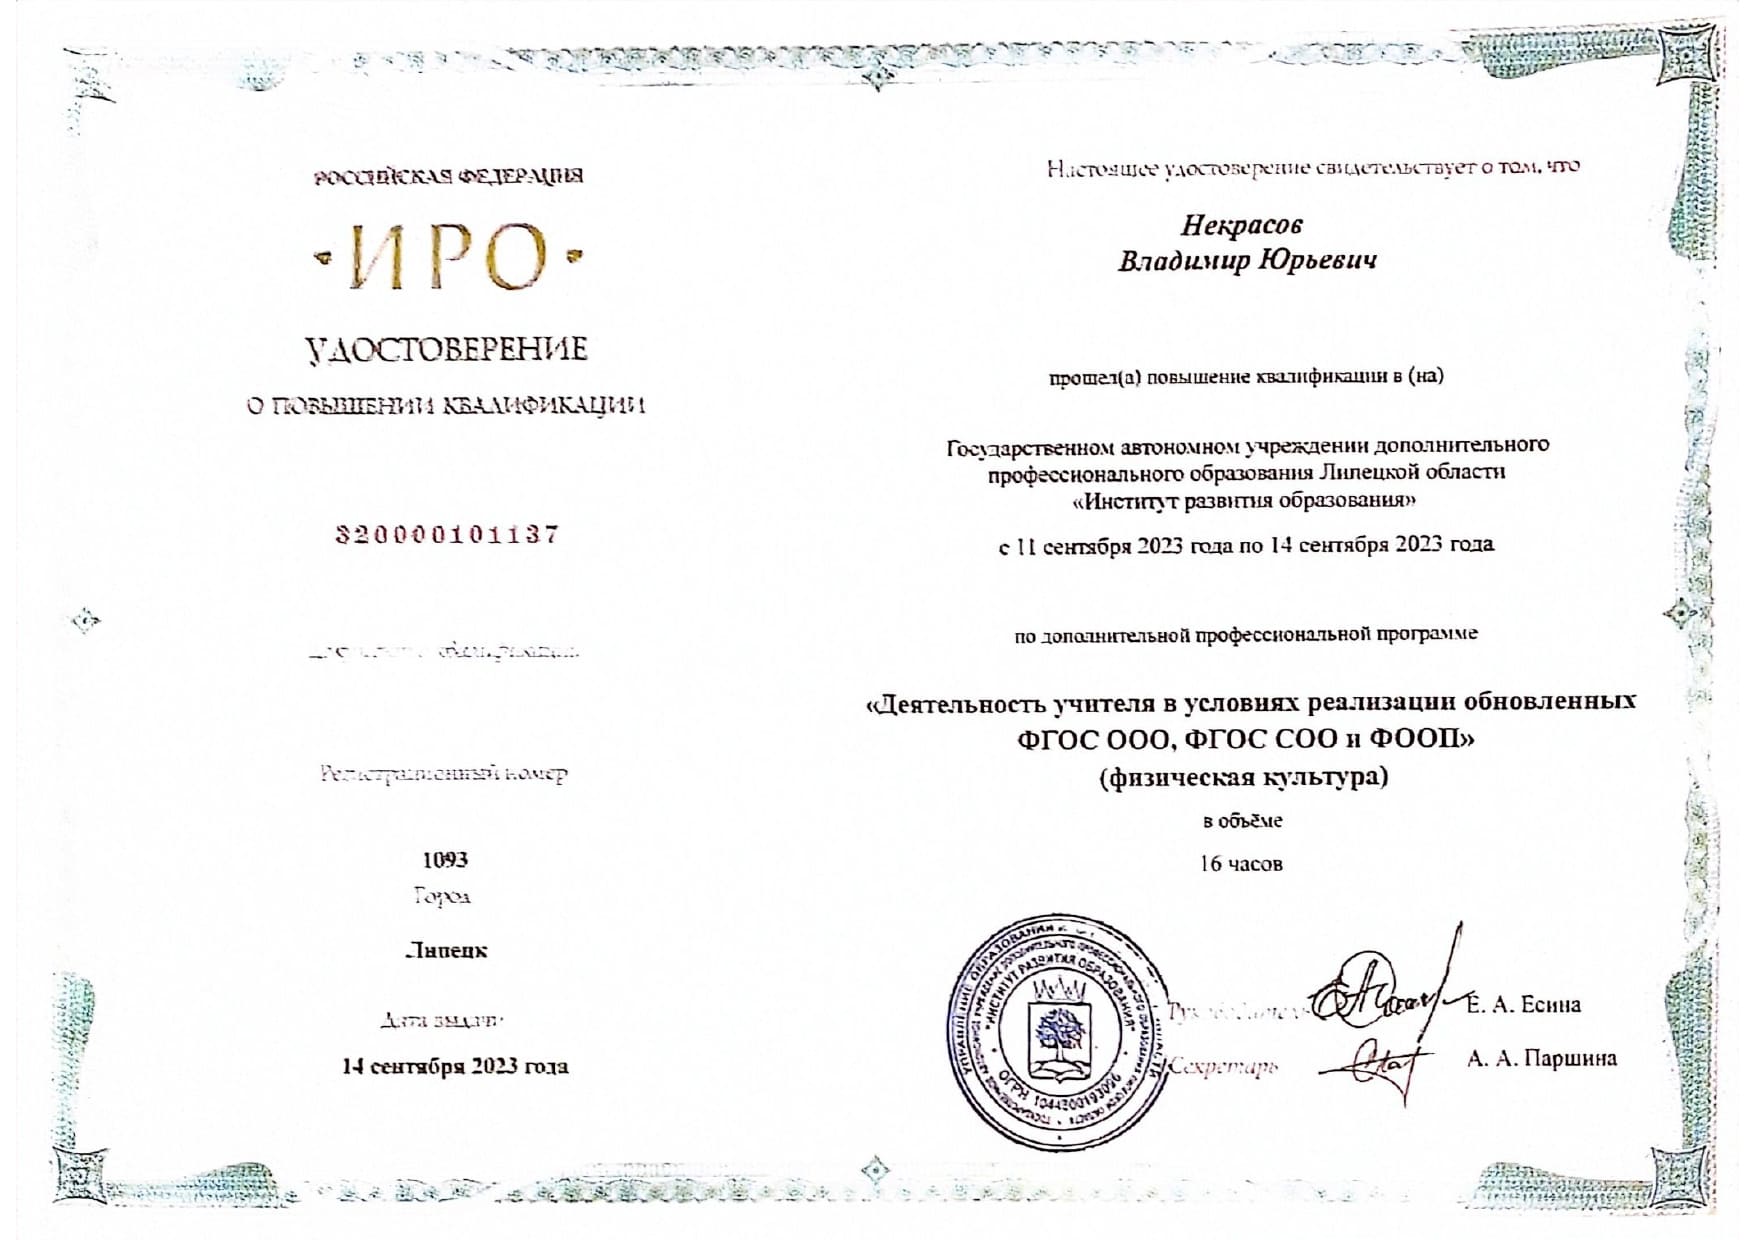 РОССИЙСКАЯ ФЕДЕРАЦИЯ
ИРО
УДОСТОВЕРЕНИЕ
О ПОВЫШЕНИИ КВАЛИФИКАЦИИ
320000101137
Документ о квалификации
Регистрационный номер
1093
Город
Липецк
Дата выдачи
14 сентября 2023 года
Настоящее удостоверение свидетельствует о том, что
Некрасов
Владимир Юрьевич
прошел(а) повышение квалификации в (на)
Государственном автономном учреждении дополнительного
профессионального образования Липецкой области
«Институт развития образования»
с 11 сентября 2023 года по 14 сентября 2023 года
по дополнительной профессиональной программе
«Деятельность учителя в условиях реализации обновленных
ФГОС ООО, ФГОС СОО и ФООП»
(физическая культура)
в объёме
16 часов
Руководитель Е. А. Есина
Секретарь А. А. Паршина
УПРАВЛЕНИЕ ОБРАЗОВАНИЯ
"ИНСТИТУТ РАЗВИТИЯ ОБРАЗОВАНИЯ"
ОГРН